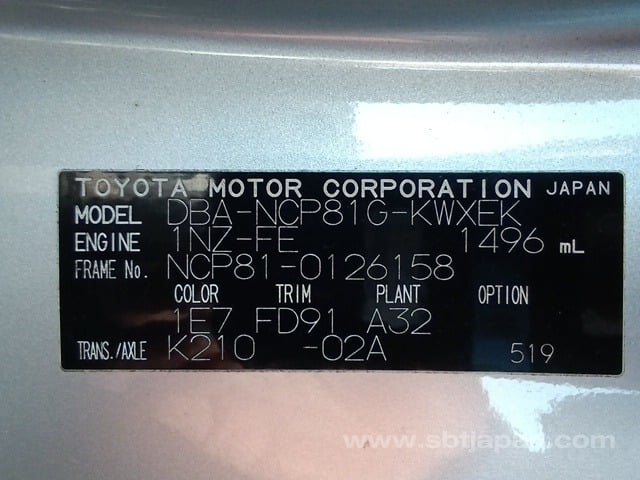 TOYOTA MOTOR CORPORATION JAPAN
MODEL DBA-NCP81G-KWXEK
ENGINE 1NZ-FE 1496 mL
FRAME No. NCP81-0126158
COLOR TRIM PLANT OPTION
1E7 FD91 A32
TRANS./AXLE K210 -02A 519
www.sbtjapan.com